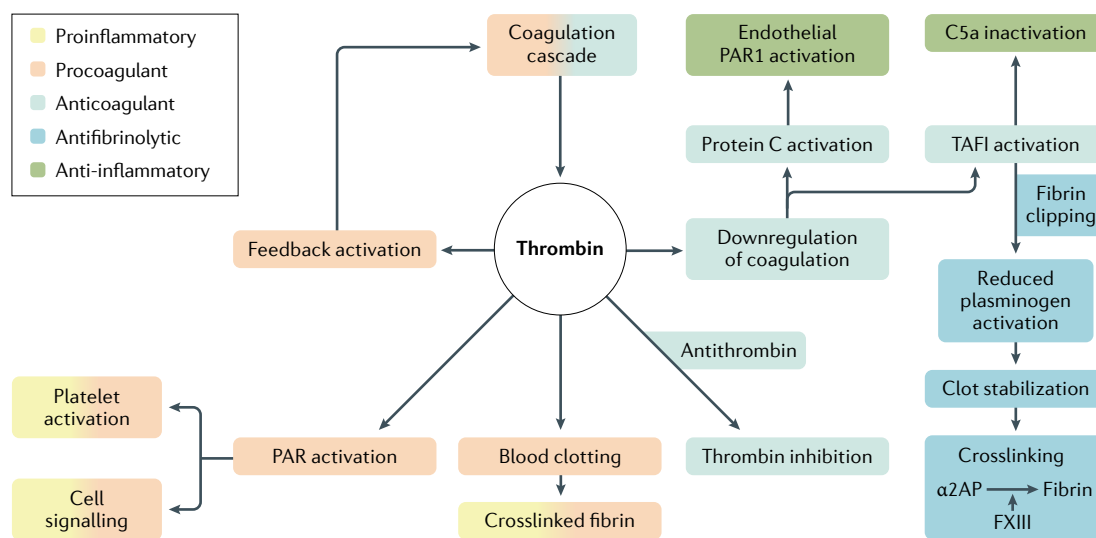 Proinflammatory
Procoagulant
Anticoagulant
Antifibrinolytic
Anti-inflammatory
Coagulation
cascade
Endothelial
PAR1 activation
C5a inactivation
Protein C activation
TAFI activation
Fibrin
clipping
Feedback activation
Thrombin
Downregulation
of coagulation
Reduced
plasminogen
activation
Antithrombin
Clot stabilization
Platelet
activation
PAR activation
Blood clotting
Thrombin inhibition
Cell
signalling
Crosslinked fibrin
Crosslinking
α2AP Fibrin
FXIII